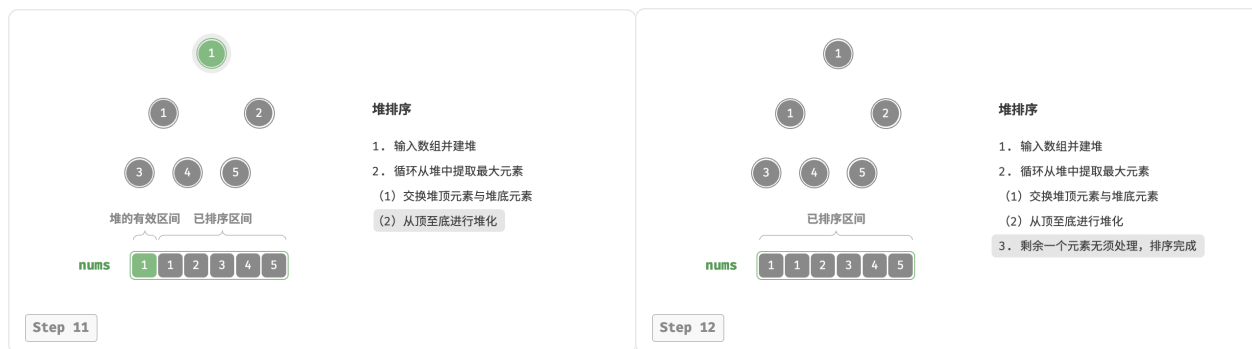 1
1 2
3 4 5
堆的有效区间 已排序区间
nums 1 1 2 3 4 5
堆排序
1. 输入数组并建堆
2. 循环从堆中提取最大元素
（1）交换堆顶元素与堆底元素
（2）从顶至底进行堆化
Step 11
1
1 2
3 4 5
已排序区间
nums 1 1 2 3 4 5
堆排序
1. 输入数组并建堆
2. 循环从堆中提取最大元素
（1）交换堆顶元素与堆底元素
（2）从顶至底进行堆化
3. 剩余一个元素无须处理，排序完成
Step 12